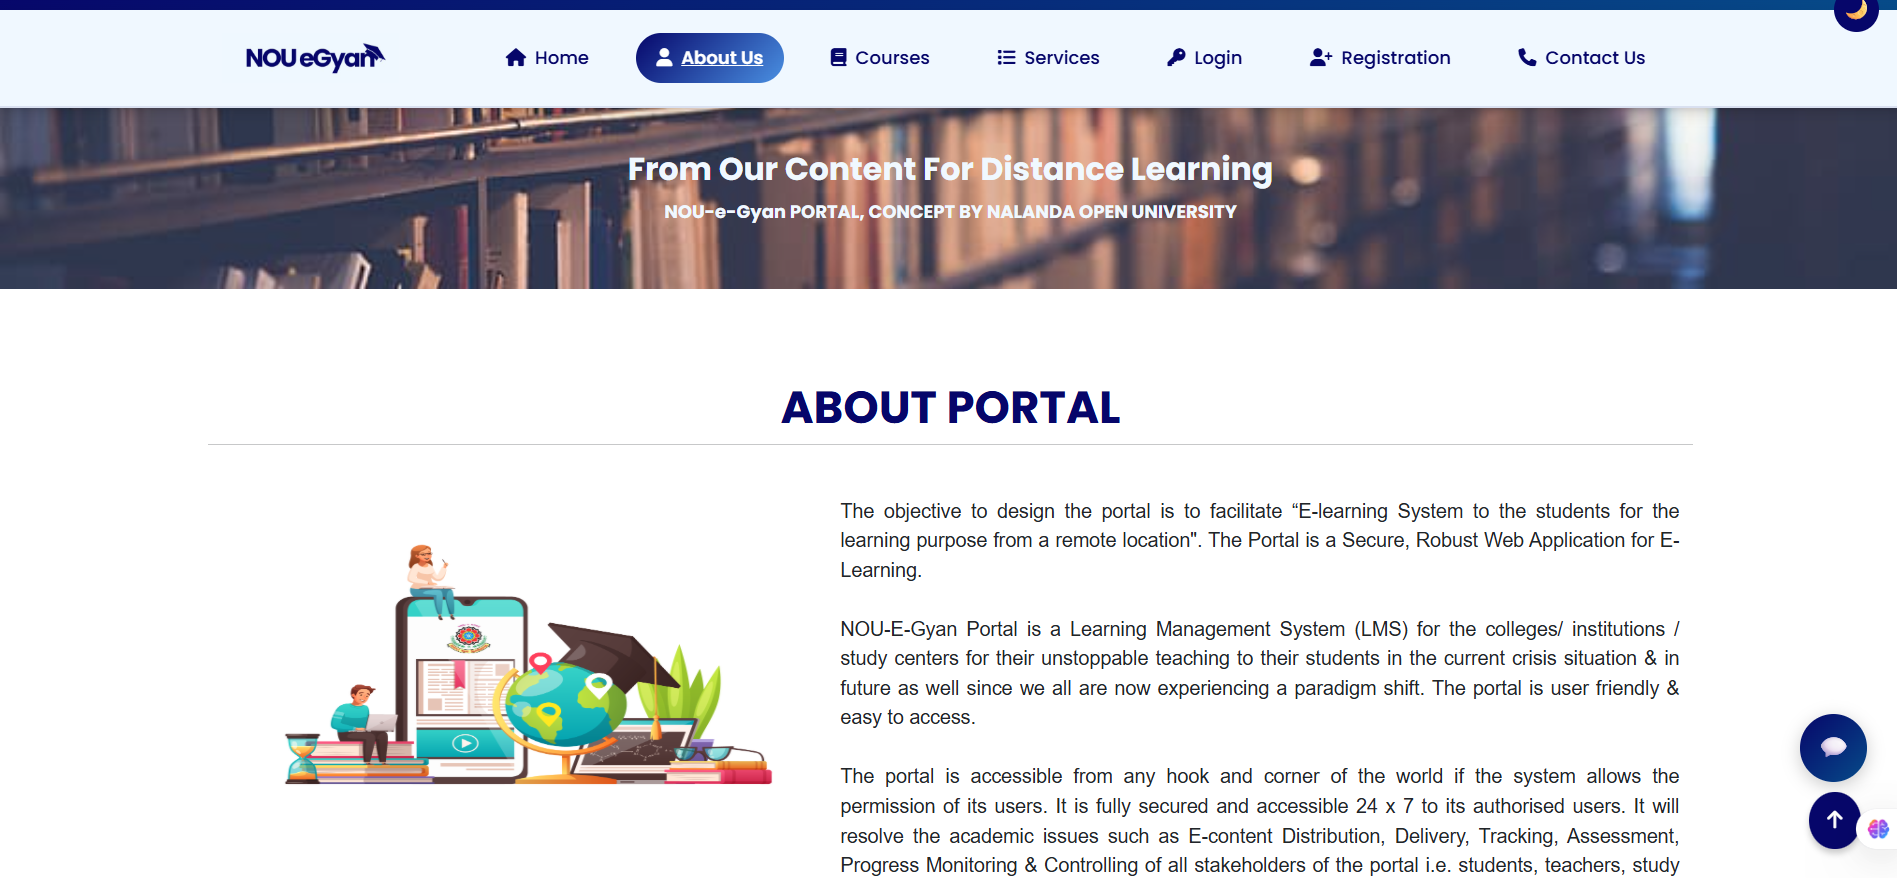 NOU eGyan
Home
About Us
Courses
Services
Login
Registration
Contact Us
From Our Content For Distance Learning
NOU-e-Gyan PORTAL, CONCEPT BY NALANDA OPEN UNIVERSITY
ABOUT PORTAL
The objective to design the portal is to facilitate “E-learning System to the students for the
learning purpose from a remote location". The Portal is a Secure, Robust Web Application for E-
Learning.
NOU-E-Gyan Portal is a Learning Management System (LMS) for the colleges/ institutions /
study centers for their unstoppable teaching to their students in the current crisis situation & in
future as well since we all are now experiencing a paradigm shift. The portal is user friendly &
easy to access.
The portal is accessible from any hook and corner of the world if the system allows the
permission of its users. It is fully secured and accessible 24 x 7 to its authorised users. It will
resolve the academic issues such as E-content Distribution, Delivery, Tracking, Assessment,
Progress Monitoring & Controlling of all stakeholders of the portal i.e. students, teachers, study